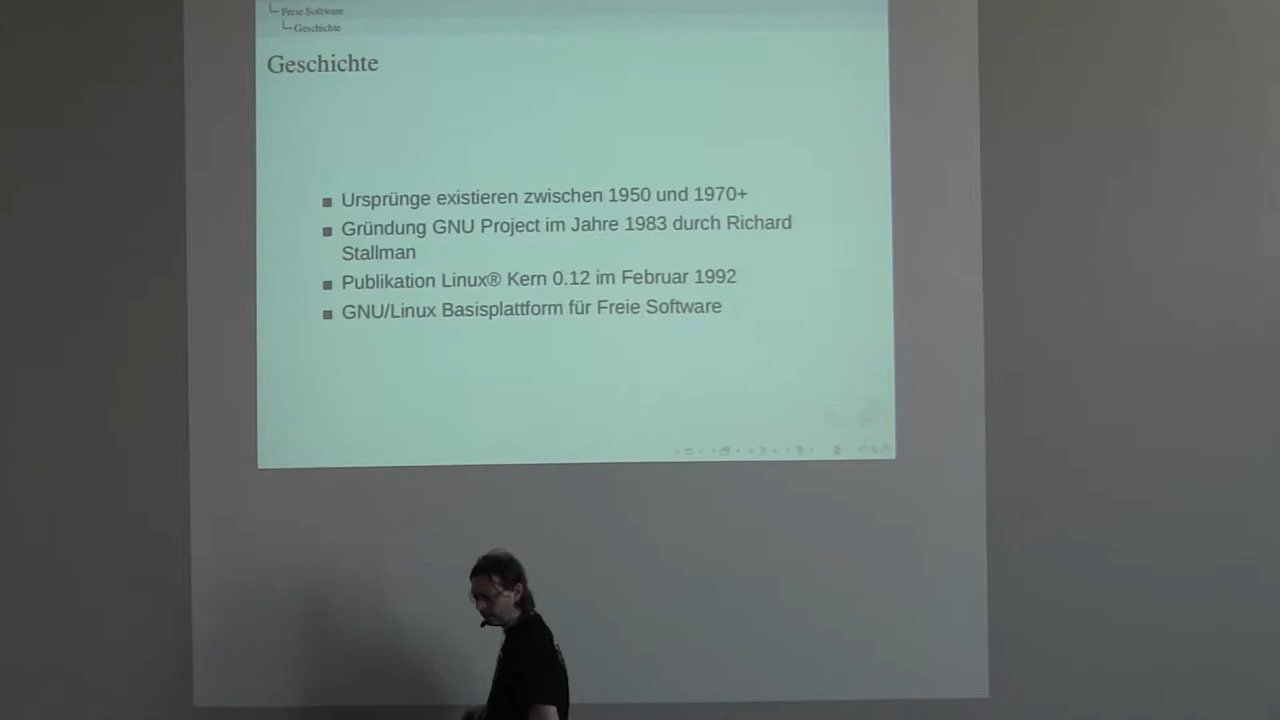 Freie Software
Geschichte
Geschichte
Ursprünge existieren zwischen 1950 und 1970+
Gründung GNU Project im Jahre 1983 durch Richard
Stallman
Publikation Linux® Kern 0.12 im Februar 1992
GNU/Linux Basisplattform für Freie Software